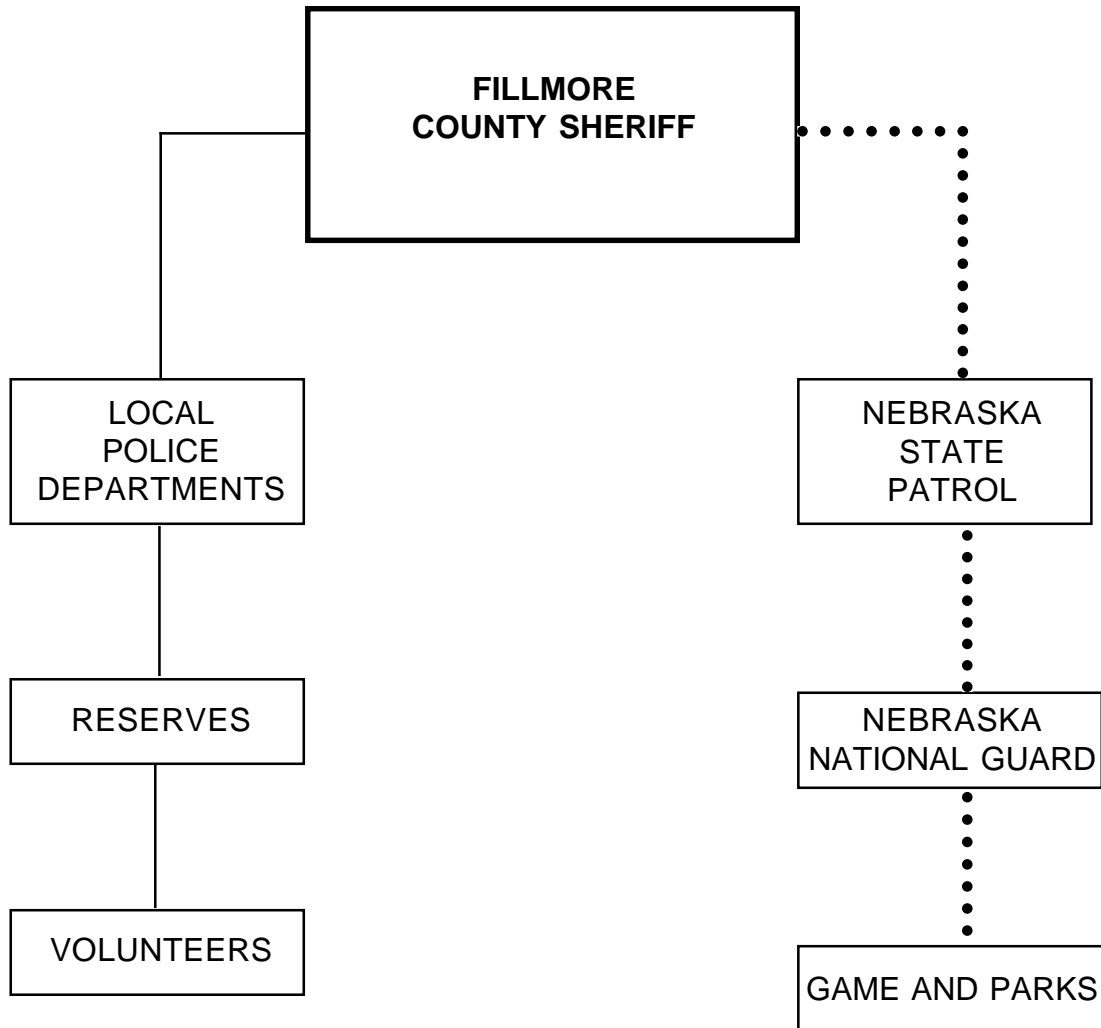 FILLMORE
COUNTY SHERIFF
LOCAL
POLICE
DEPARTMENTS
NEBRASKA
STATE
PATROL
RESERVES
NEBRASKA
NATIONAL GUARD
VOLUNTEERS
GAME AND PARKS